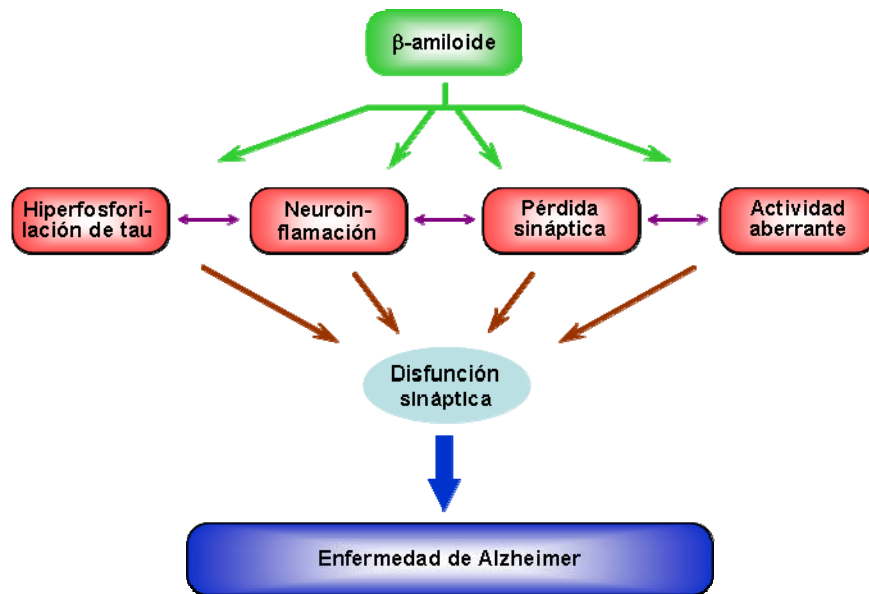 β-amiloide
Hiperfosfori-
lación de tau
Neuroin-
flamación
Pérdida
sináptica
Actividad
aberrante
Disfunción
sináptica
Enfermedad de Alzheimer